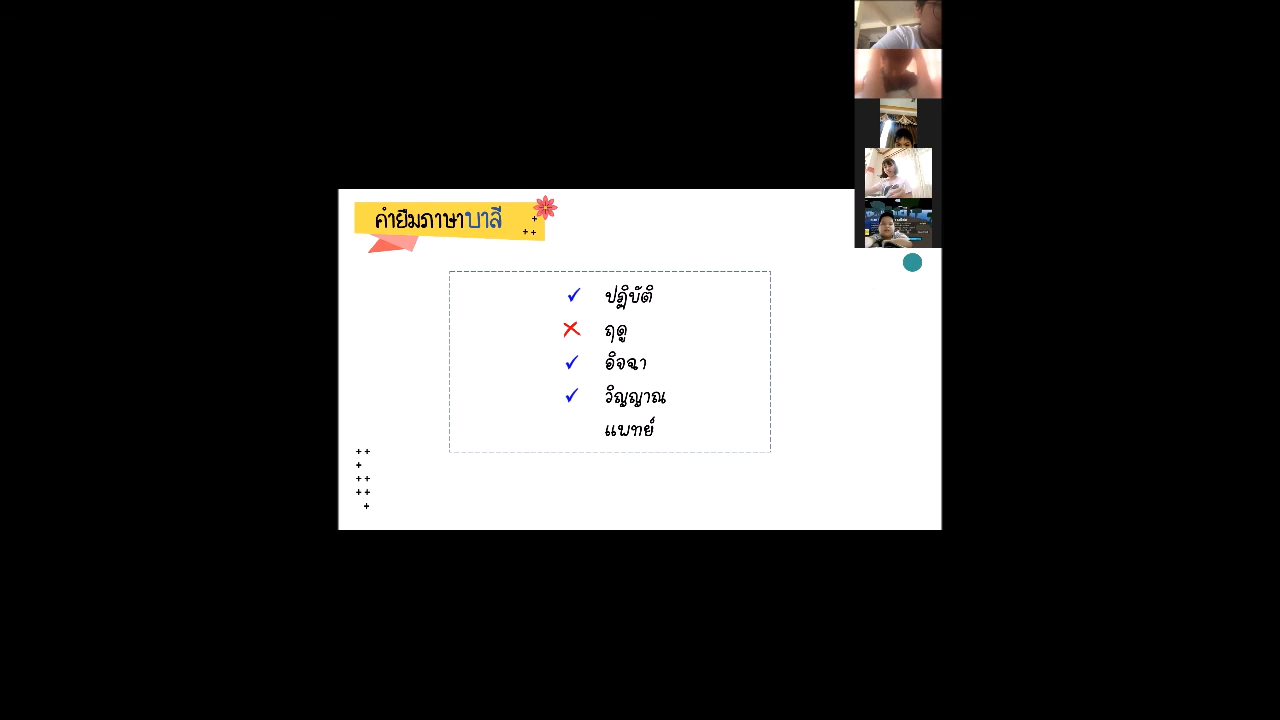 คำยืมภาษาบาลี
✓ ปฏิบัติ
✗ ฤดู
✓ อิจฉา
✓ วิญญาณ
แพทย์